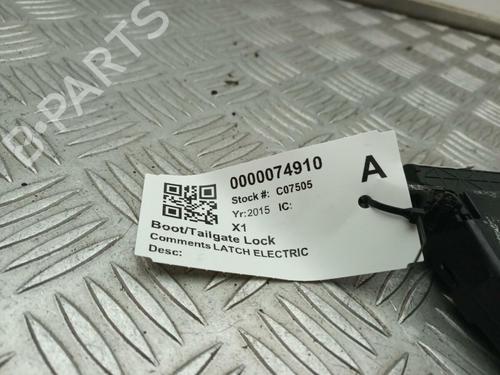 B-PARTS
0000074910
A
Stock #: C07505
Yr:2015 IC:
X1
Boot/Tailgate Lock
Comments LATCH ELECTRIC
Desc: